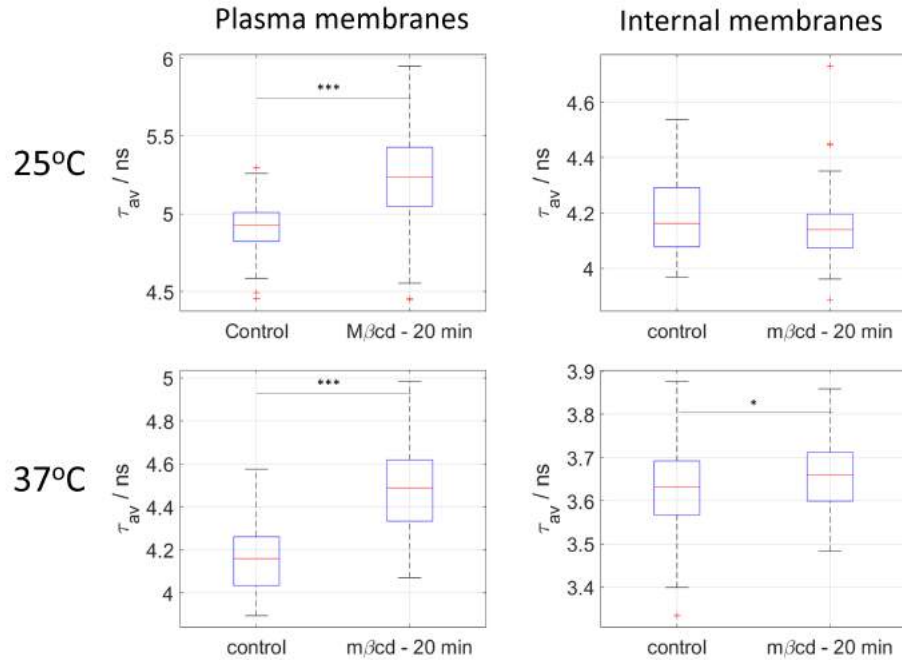 Plasma membranes
Internal membranes
25°C
τav / ns
6
5.5
5
4.5
***
Control
Mβcd - 20 min
τav / ns
4.6
4.4
4.2
4
control
mβcd - 20 min
37°C
τav / ns
5
4.8
4.6
4.4
4.2
4
***
control
mβcd - 20 min
τav / ns
3.9
3.8
3.7
3.6
3.5
3.4
*
control
mβcd - 20 min